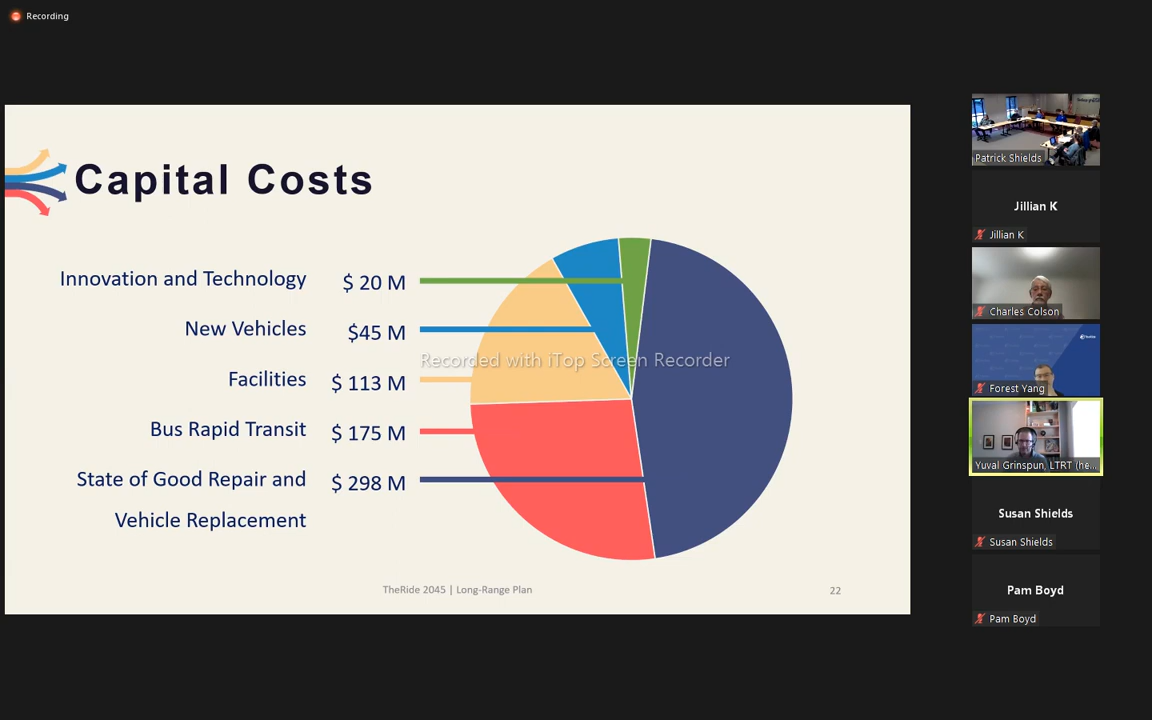 Recording
Capital Costs
Innovation and Technology $ 20 M
New Vehicles $45 M
Facilities $ 113 M
Bus Rapid Transit $ 175 M
State of Good Repair and $ 298 M
Vehicle Replacement
Recorded with iTop Screen Recorder
TheRide 2045 | Long-Range Plan 22
Patrick Shields
Jillian K
Jillian K
Charles Colson
Forest Yang
Yuval Grinspun, LTRT (he...
Susan Shields
Susan Shields
Pam Boyd
Pam Boyd